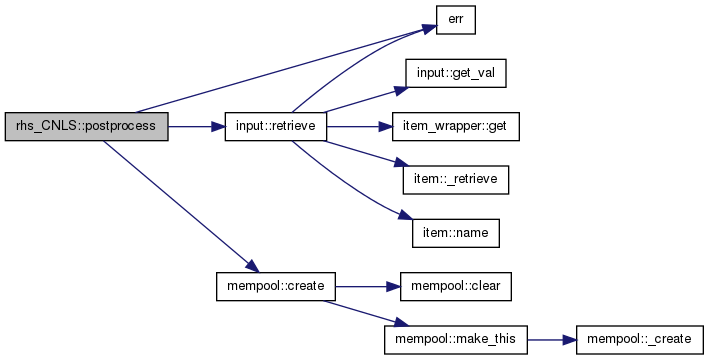 err
input::get_val
rhs_CNLS::postprocess
input::retrieve
item_wrapper::get
item::_retrieve
item::name
mempool::create
mempool::clear
mempool::make_this
mempool::_create